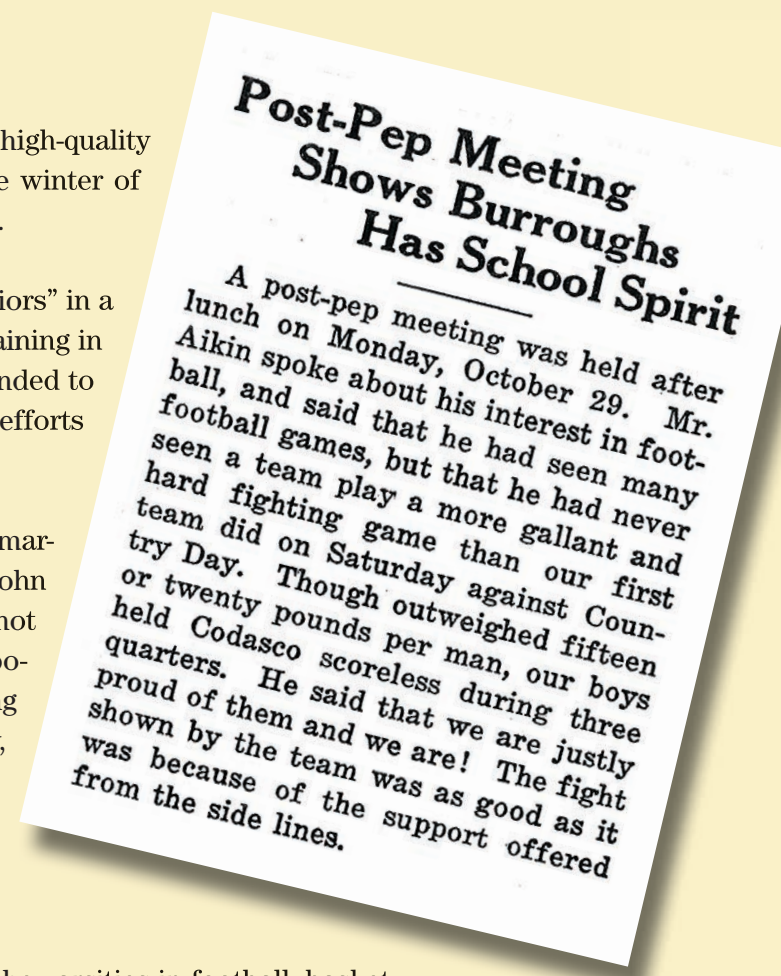 high-quality
winter of
iors” in a
aining in
nded to
efforts
mar-
ohn
not
oo-
ng
Post-Pep Meeting
Shows Burroughs
Has School Spirit
A post-pep meeting was held after
lunch on Monday, October 29. Mr.
Aikin spoke about his interest in foot-
ball, and said that he had seen many
football games, but that he had never
seen a team play a more gallant and
hard fighting game than our first
team did on Saturday against Coun-
try Day. Though outweighed fifteen
or twenty pounds per man, our boys
held Codasco scoreless during three
quarters. He said that we are justly
proud of them and we are! The fight
shown by the team was as good as it
was because of the support offered
from the side lines.